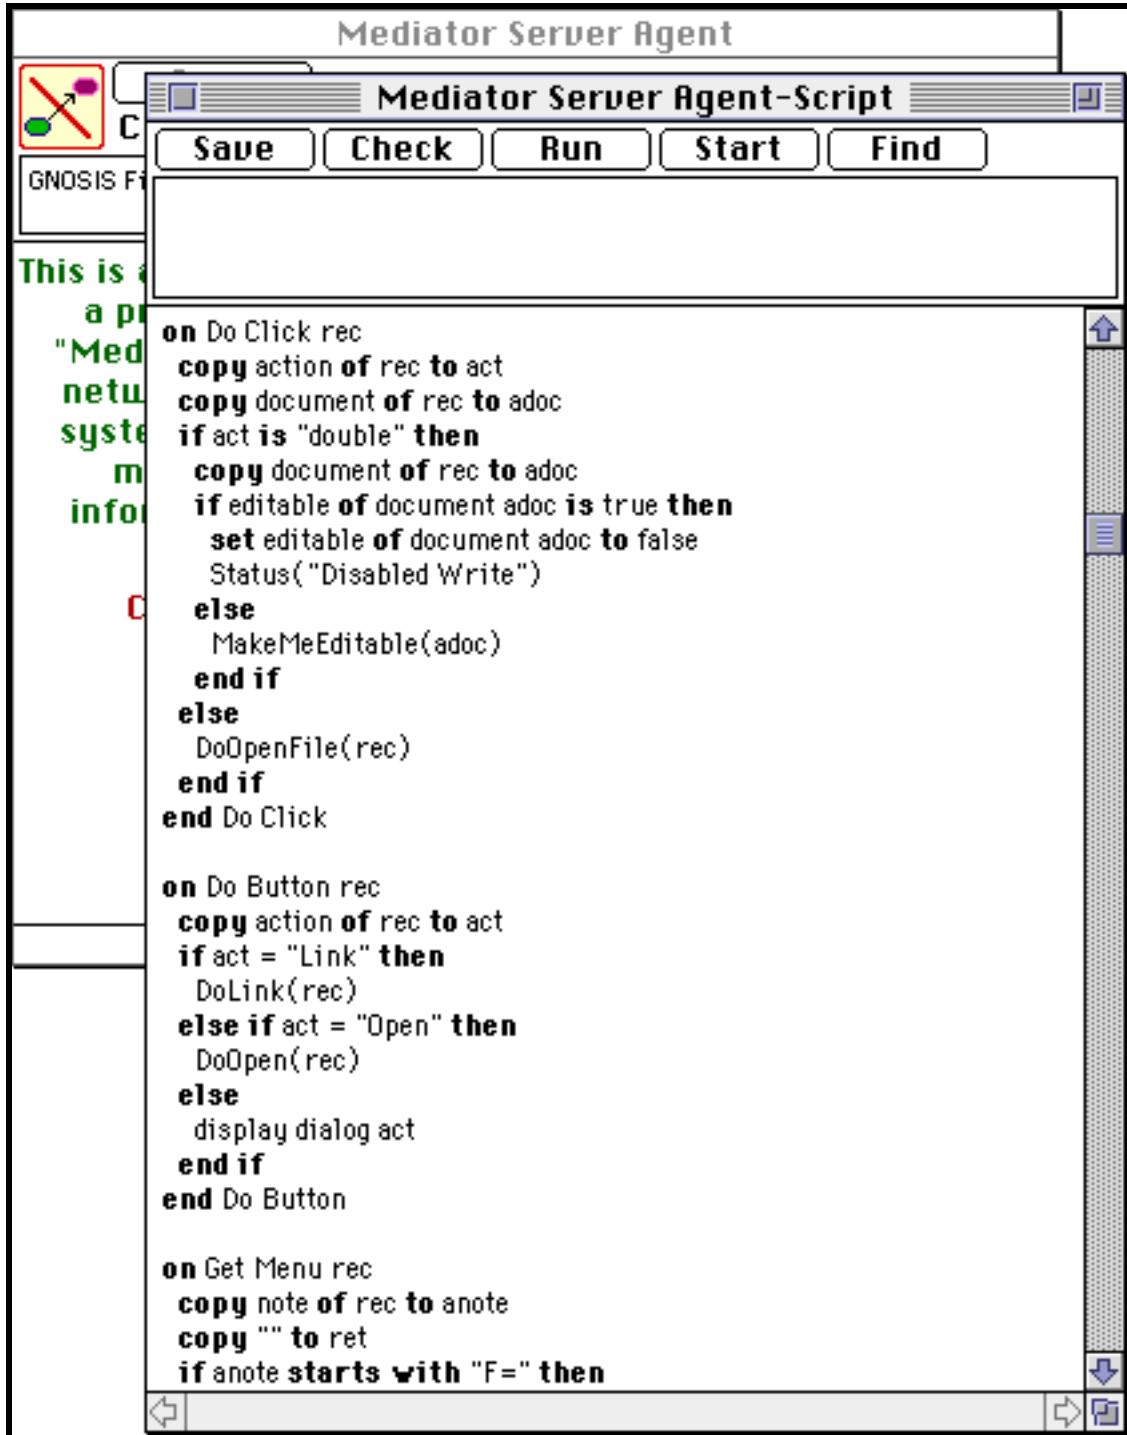 Mediator Server Agent
Mediator Server Agent-Script
Save Check Run Start Find
GNOSIS
This is
a
"Med
on Do Click rec
copy action of rec to act
copy document of rec to adoc
if act is "double" then
copy document of rec to adoc
if editable of document adoc is true then
set editable of document adoc to false
Status("Disabled Write")
else
MakeMeEditable(adoc)
end if
else
DoOpenFile(rec)
end if
end Do Click
on Do Button rec
copy action of rec to act
if act = "Link" then
DoLink(rec)
else if act = "Open" then
DoOpen(rec)
else
display dialog act
end if
end Do Button
on Get Menu rec
copy note of rec to anote
copy "" to ret
if anote starts with "F=" then